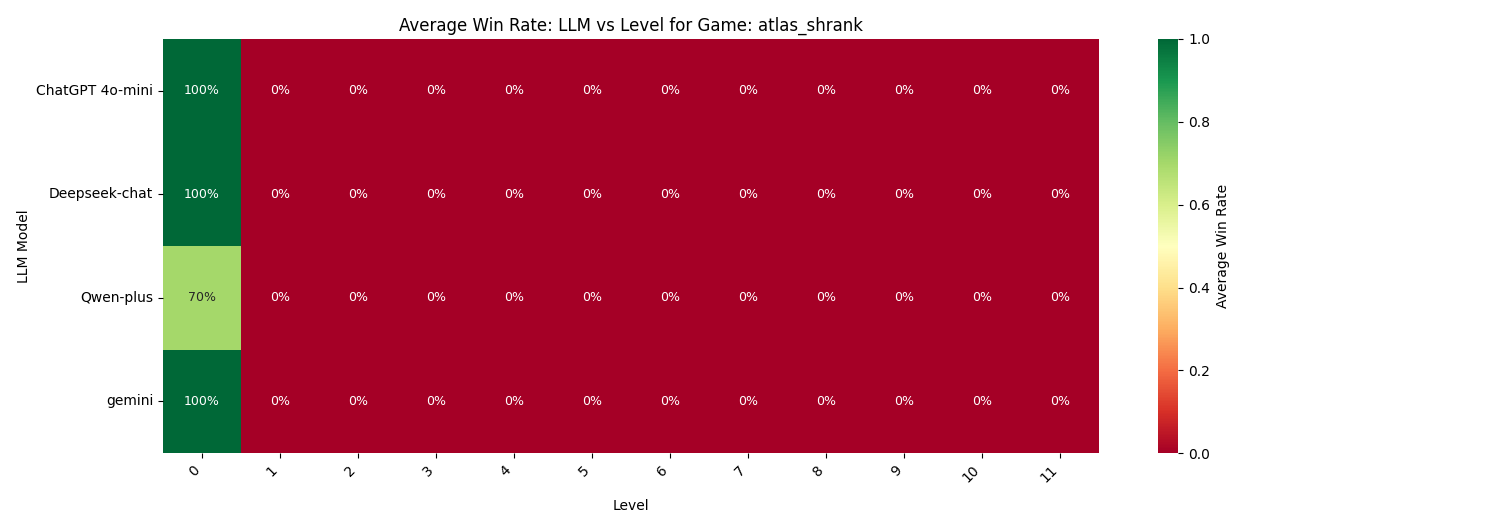 Average Win Rate: LLM vs Level for Game: atlas_shrank
LLM Model
ChatGPT 4o-mini 100% 0% 0% 0% 0% 0% 0% 0% 0% 0% 0% 0%
Deepseek-chat 100% 0% 0% 0% 0% 0% 0% 0% 0% 0% 0% 0%
Qwen-plus 70% 0% 0% 0% 0% 0% 0% 0% 0% 0% 0% 0%
gemini 100% 0% 0% 0% 0% 0% 0% 0% 0% 0% 0% 0%
0 1 2 3 4 5 6 7 8 9 10 11
Level
1.0
0.8
0.6
0.4
0.2
0.0
Average Win Rate